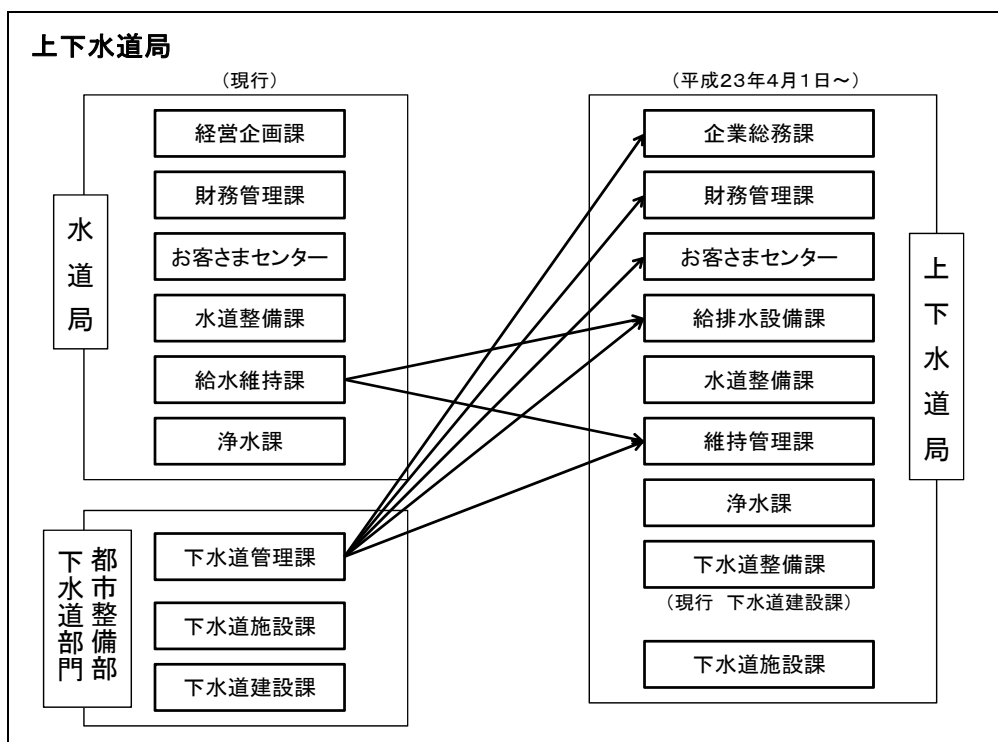 上下水道局
（現行）
経営企画課
財務管理課
お客さまセンター
水道整備課
給水維持課
浄水課
水道局
下水道管理課
下水道施設課
下水道建設課
都市整備部
下水道部門
（平成２３年４月１日～）
企業総務課
財務管理課
お客さまセンター
給排水設備課
水道整備課
維持管理課
浄水課
下水道整備課
（現行　下水道建設課）
下水道施設課
上下水道局